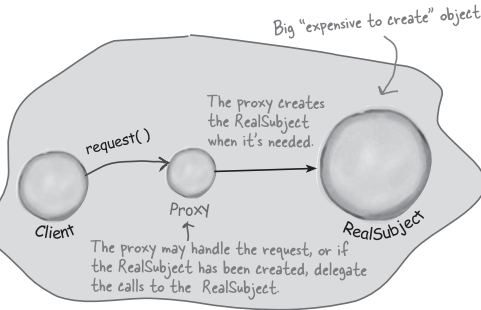 Big “expensive to create” object
The proxy creates
the RealSubject
when it's needed.
request()
Client
Proxy
RealSubject
The proxy may handle the request, or if
the RealSubject has been created, delegate
the calls to the RealSubject.